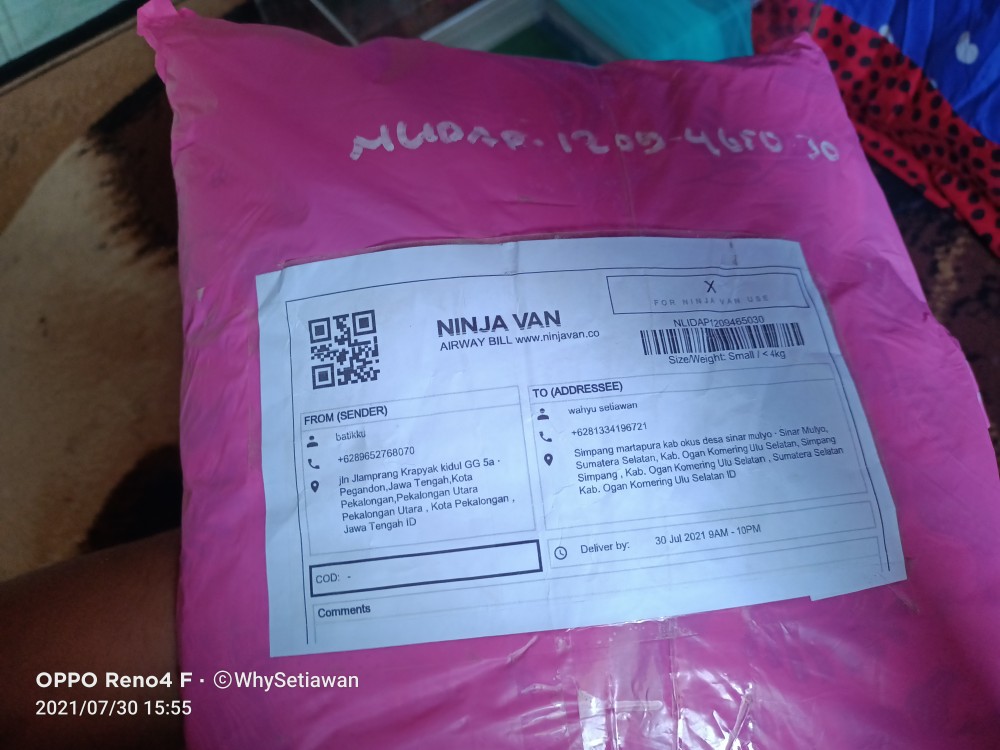 NLIDAP-1209-4650 30
X
FOR NINJA VAN USE
NINJA VAN
AIRWAY BILL www.ninjavan.co
NLIDAP1209465030
Size/Weight: Small / < 4kg
FROM (SENDER)
batikku
+6289652768070
jln Jlamprang Krapyak kidul GG 5a -
Pegandon,Jawa Tengah,Kota
Pekalongan,Pekalongan Utara
Pekalongan Utara , Kota Pekalongan ,
Jawa Tengah ID
TO (ADDRESSEE)
wahyu setiawan
+6281334196721
Simpang martapura kab okus desa sinar mulyo - Sinar Mulyo,
Sumatera Selatan, Kab. Ogan Komering Ulu Selatan, Simpang
Simpang , Kab. Ogan Komering Ulu Selatan , Sumatera Selatan
Kab. Ogan Komering Ulu Selatan ID
COD: -
Deliver by: 30 Jul 2021 9AM - 10PM
Comments
OPPO Reno4 F · ©WhySetiawan
2021/07/30 15:55